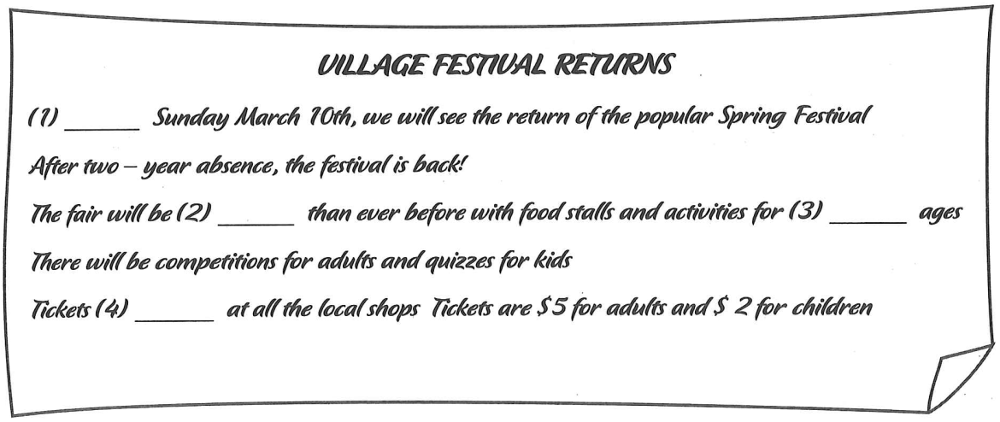 VILLAGE FESTIVAL RETURNS
(1) ______ Sunday March 10th, we will see the return of the popular Spring Festival
After two – year absence, the festival is back!
The fair will be (2) ______ than ever before with food stalls and activities for (3) ______ ages
There will be competitions for adults and quizzes for kids
Tickets (4) ______ at all the local shops Tickets are $5 for adults and $ 2 for children